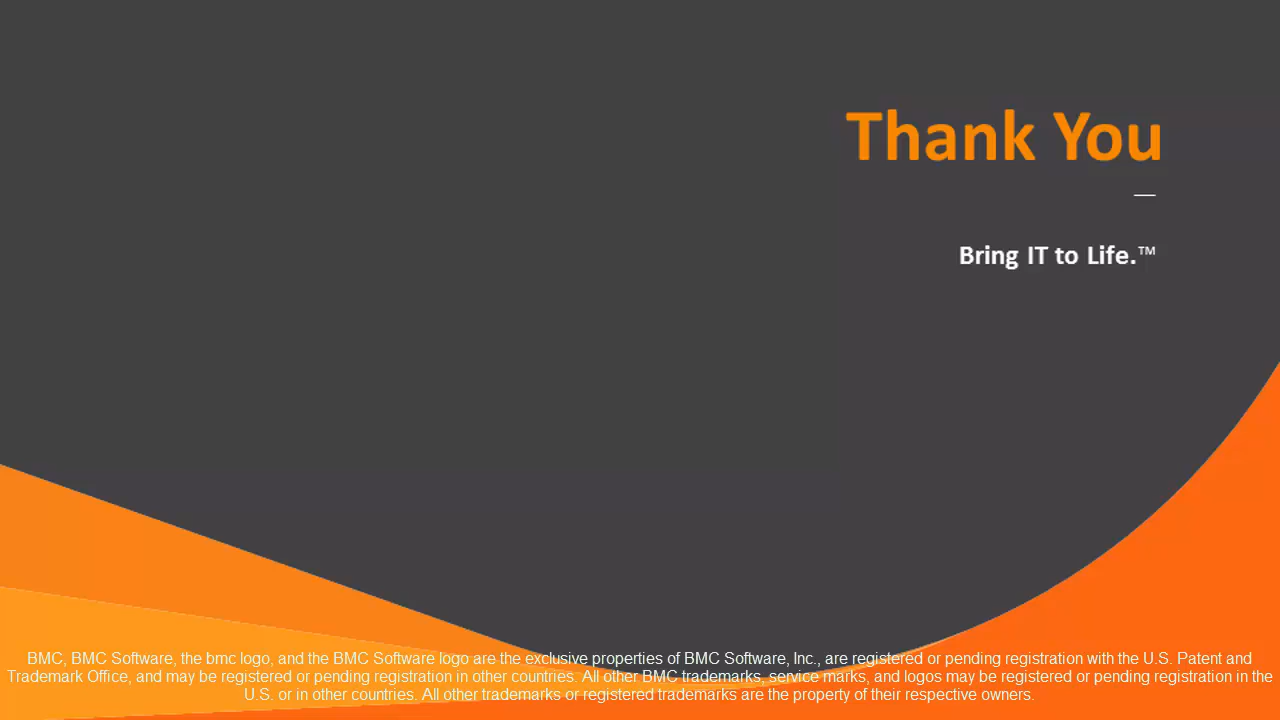 Thank You
Bring IT to Life.™
BMC, BMC Software, the bmc logo, and the BMC Software logo are the exclusive properties of BMC Software, Inc., are registered or pending registration with the U.S. Patent and
Trademark Office, and may be registered or pending registration in other countries. All other BMC trademarks, service marks, and logos may be registered or pending registration in the
U.S. or in other countries. All other trademarks or registered trademarks are the property of their respective owners.